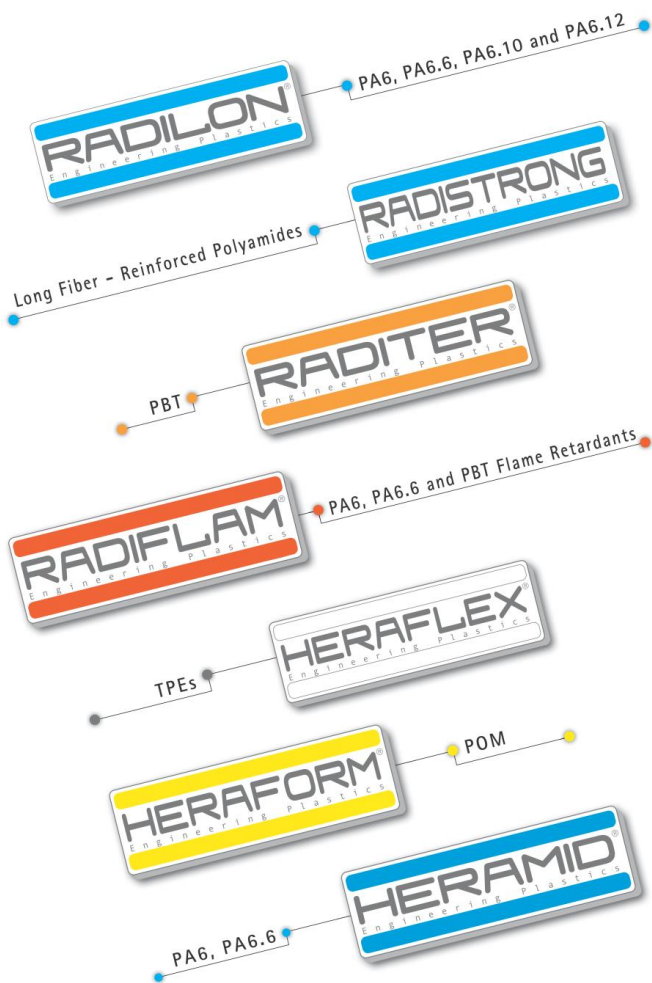 PA6, PA6.6, PA6.10 and PA6.12
RADILON®
Engineering Plastics
RADISTRONG
Engineering Plastics
Long Fiber - Reinforced Polyamides
RADITER®
Engineering Plastics
PBT
PA6, PA6.6 and PBT Flame Retardants
RADIFLAM®
Engineering Plastics
HERAFLEX®
Engineering Plastics
TPEs
POM
HERAFORM®
Engineering Plastics
HERAMID®
Engineering Plastics
PA6, PA6.6